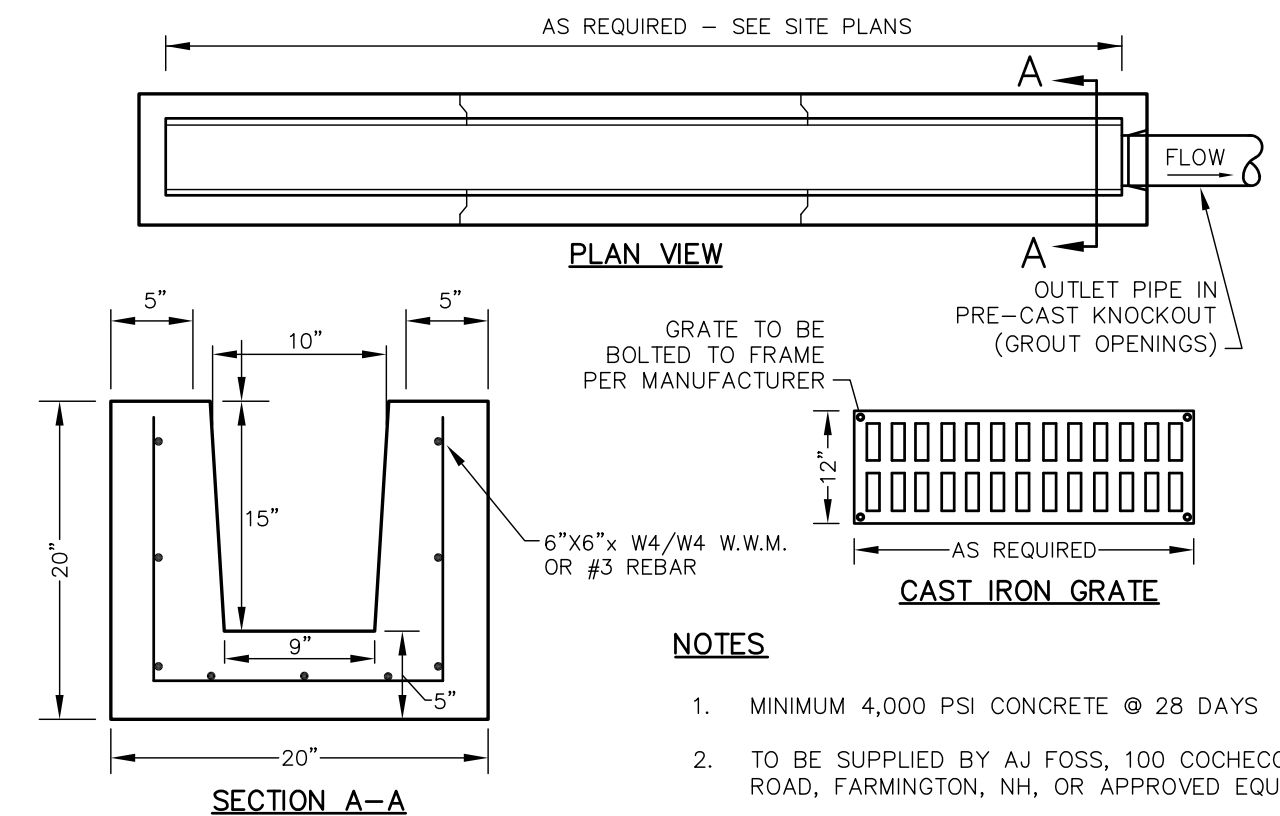 AS REQUIRED – SEE SITE PLANS
A
FLOW
A
PLAN VIEW
OUTLET PIPE IN
PRE–CAST KNOCKOUT
(GROUT OPENINGS)
5"
5"
10"
GRATE TO BE
BOLTED TO FRAME
PER MANUFACTURER
12"
15"
20"
6"X6"x W4/W4 W.W.M.
OR #3 REBAR
AS REQUIRED
CAST IRON GRATE
9"
5"
20"
SECTION A–A
NOTES
1. MINIMUM 4,000 PSI CONCRETE @ 28 DAYS
2. TO BE SUPPLIED BY AJ FOSS, 100 COCHECO
ROAD, FARMINGTON, NH, OR APPROVED EQU